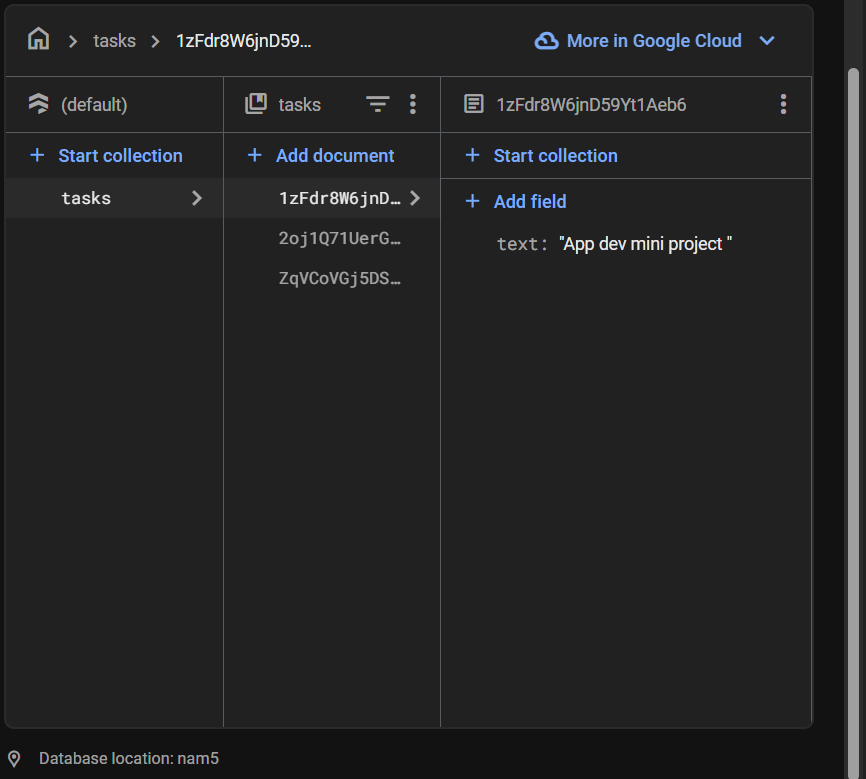 tasks 1zFdr8W6jnD59... More in Google Cloud
(default) tasks 1zFdr8W6jnD59Yt1Aeb6
+ Start collection + Add document + Start collection
tasks 1zFdr8W6jnD... + Add field
2oj1Q71UerG... text: "App dev mini project "
ZqVCoVGj5DS...
Database location: nam5